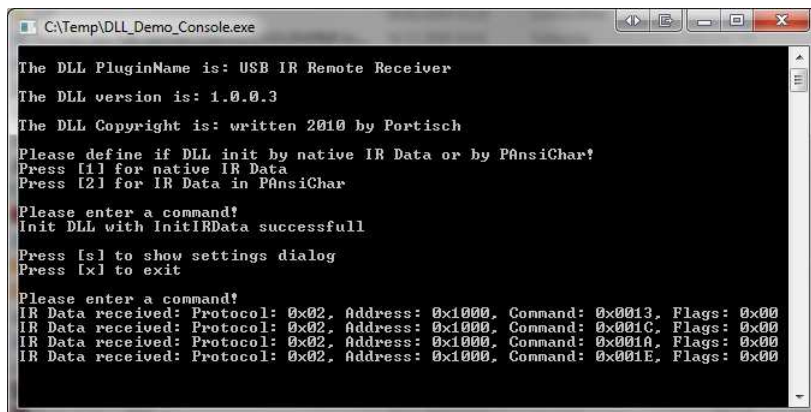 C:\Temp\DLL_Demo_Console.exe
The DLL PluginName is: USB IR Remote Receiver
The DLL version is: 1.0.0.3
The DLL Copyright is: written 2010 by Portisch
Please define if DLL init by native IR Data or by PAnsiChar!
Press [1] for native IR Data
Press [2] for IR Data in PAnsiChar
Please enter a command!
Init DLL with InitIRData successfull
Press [s] to show settings dialog
Press [x] to exit
Please enter a command!
IR Data received: Protocol: 0x02, Address: 0x1000, Command: 0x0013, Flags: 0x00
IR Data received: Protocol: 0x02, Address: 0x1000, Command: 0x001C, Flags: 0x00
IR Data received: Protocol: 0x02, Address: 0x1000, Command: 0x001A, Flags: 0x00
IR Data received: Protocol: 0x02, Address: 0x1000, Command: 0x001E, Flags: 0x00